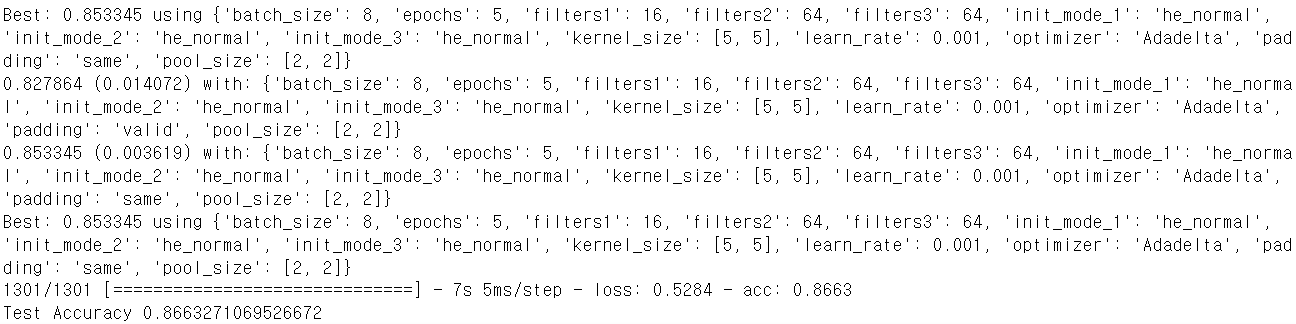 Best: 0.853345 using {'batch_size': 8, 'epochs': 5, 'filters1': 16, 'filters2': 64, 'filters3': 64, 'init_mode_1': 'he_normal',
'init_mode_2': 'he_normal', 'init_mode_3': 'he_normal', 'kernel_size': [5, 5], 'learn_rate': 0.001, 'optimizer': 'Adadelta', 'pad
ding': 'same', 'pool_size': [2, 2]}
0.827864 (0.014072) with: {'batch_size': 8, 'epochs': 5, 'filters1': 16, 'filters2': 64, 'filters3': 64, 'init_mode_1': 'he_norma
l', 'init_mode_2': 'he_normal', 'init_mode_3': 'he_normal', 'kernel_size': [5, 5], 'learn_rate': 0.001, 'optimizer': 'Adadelta',
'padding': 'valid', 'pool_size': [2, 2]}
0.853345 (0.003619) with: {'batch_size': 8, 'epochs': 5, 'filters1': 16, 'filters2': 64, 'filters3': 64, 'init_mode_1': 'he_norma
l', 'init_mode_2': 'he_normal', 'init_mode_3': 'he_normal', 'kernel_size': [5, 5], 'learn_rate': 0.001, 'optimizer': 'Adadelta',
'padding': 'same', 'pool_size': [2, 2]}
Best: 0.853345 using {'batch_size': 8, 'epochs': 5, 'filters1': 16, 'filters2': 64, 'filters3': 64, 'init_mode_1': 'he_normal',
'init_mode_2': 'he_normal', 'init_mode_3': 'he_normal', 'kernel_size': [5, 5], 'learn_rate': 0.001, 'optimizer': 'Adadelta', 'pad
ding': 'same', 'pool_size': [2, 2]}
1301/1301 [==============================] - 7s 5ms/step - loss: 0.5284 - acc: 0.8663
Test Accuracy 0.8663271069526672